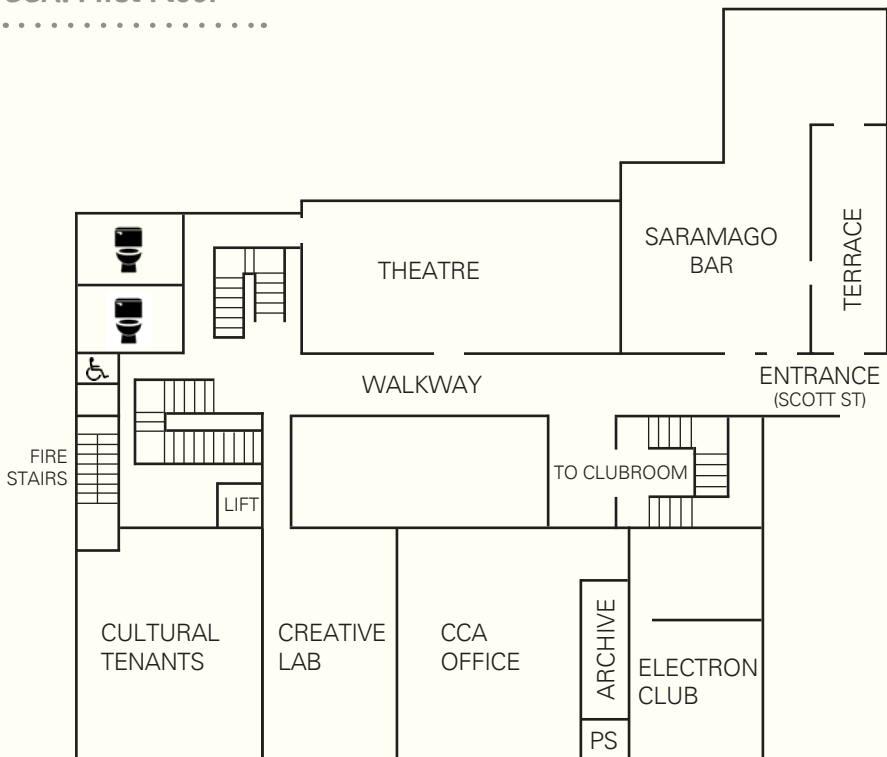 SARAMAGO
BAR
TERRACE
THEATRE
WALKWAY
ENTRANCE
(SCOTT ST)
FIRE
STAIRS
TO CLUBROOM
LIFT
CULTURAL
TENANTS
CREATIVE
LAB
CCA
OFFICE
ARCHIVE
ELECTRON
CLUB
PS